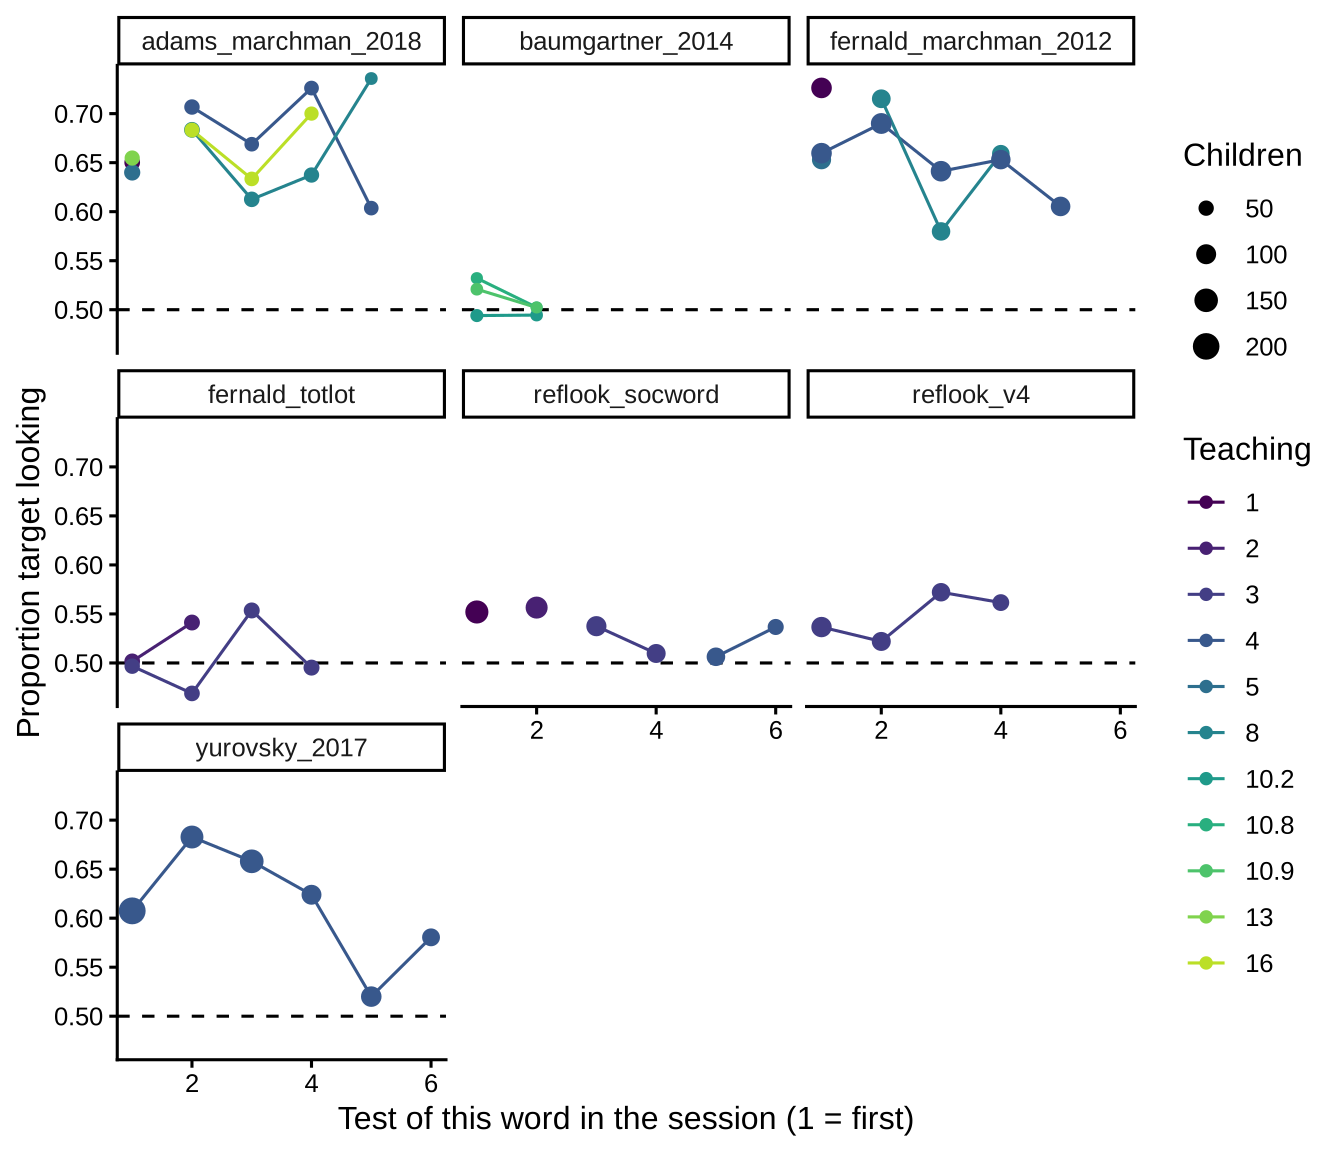 adams_marchman_2018
baumgartner_2014
fernald_marchman_2012
0.70
0.65
0.60
0.55
0.50
fernald_totlot
reflook_socword
reflook_v4
0.70
0.65
0.60
0.55
0.50
2 4 6
2 4 6
yurovsky_2017
0.70
0.65
0.60
0.55
0.50
2 4 6
Test of this word in the session (1 = first)
Proportion target looking
Children
50
100
150
200
Teaching
1
2
3
4
5
8
10.2
10.8
10.9
13
16